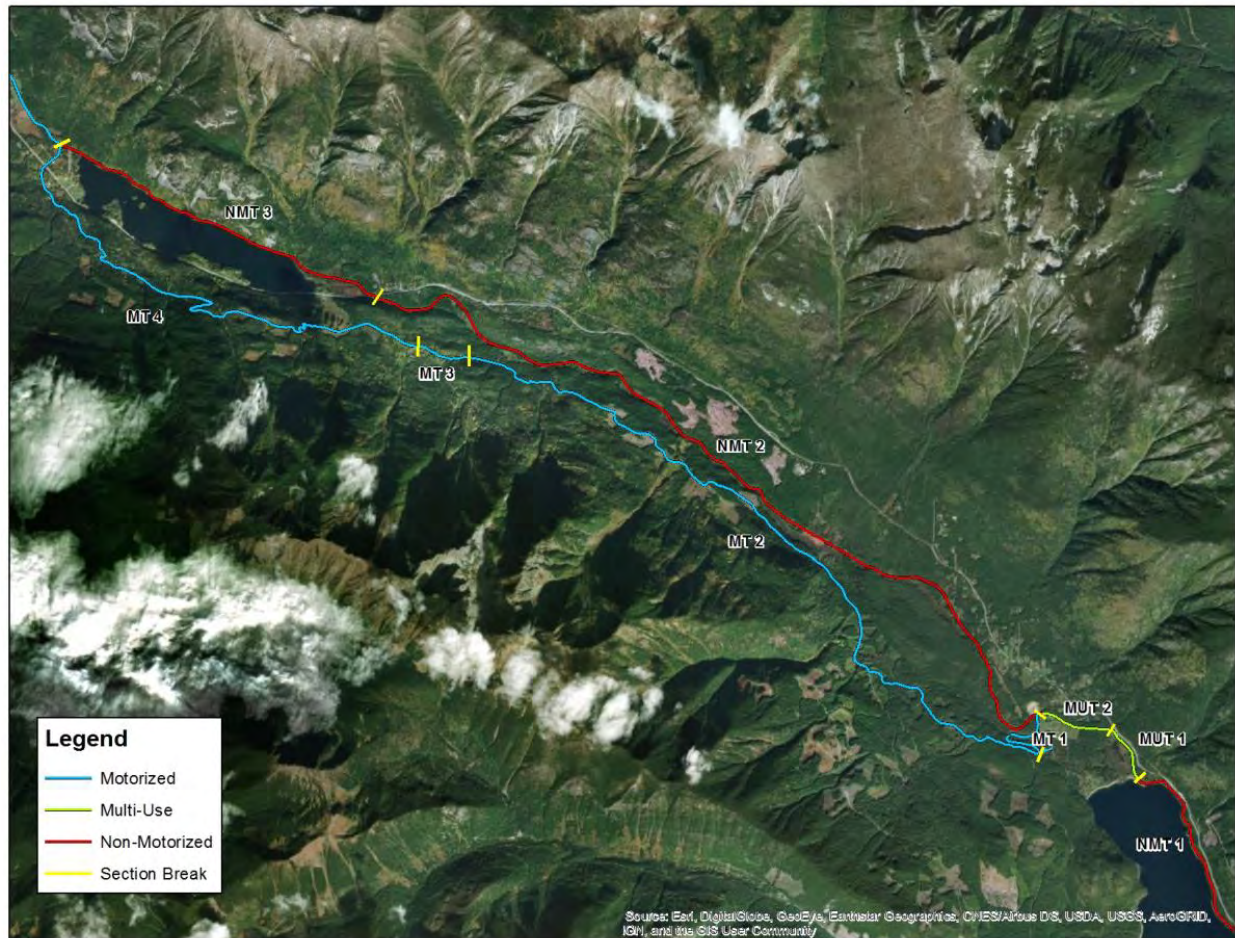 NMT 3
MT 4
MT 3
NMT 2
MT 2
MUT 2
MT 1
MUT 1
NMT 1
Legend
Motorized
Multi-Use
Non-Motorized
Section Break
Source: Esri, DigitalGlobe, GeoEye, Earthstar Geographics, CNES/Airbus DS, USDA, USGS, AeroGRID,
IGN, and the GIS User Community